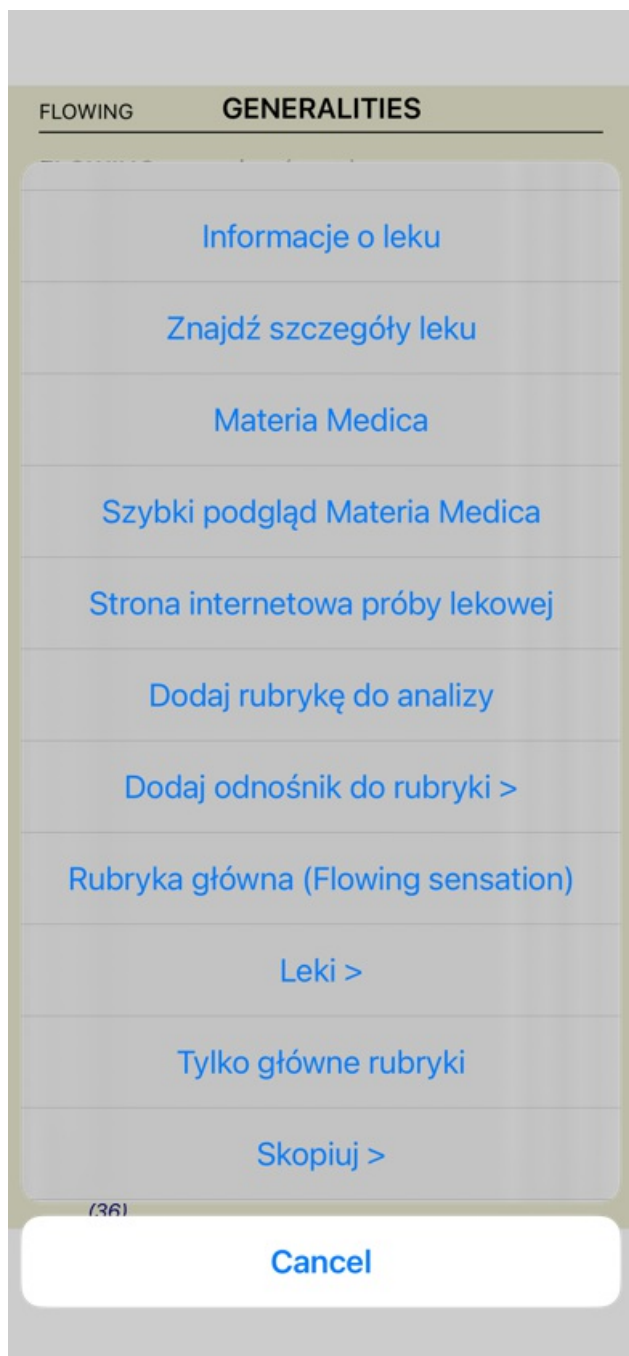 FLOWING GENERALITIES
Informacje o leku
Znajdź szczegóły leku
Materia Medica
Szybki podgląd Materia Medica
Strona internetowa próby lekowej
Dodaj rubrykę do analizy
Dodaj odnośnik do rubryki >
Rubryka główna (Flowing sensation)
Leki >
Tylko główne rubryki
Skopiuj >
(36)
Cancel